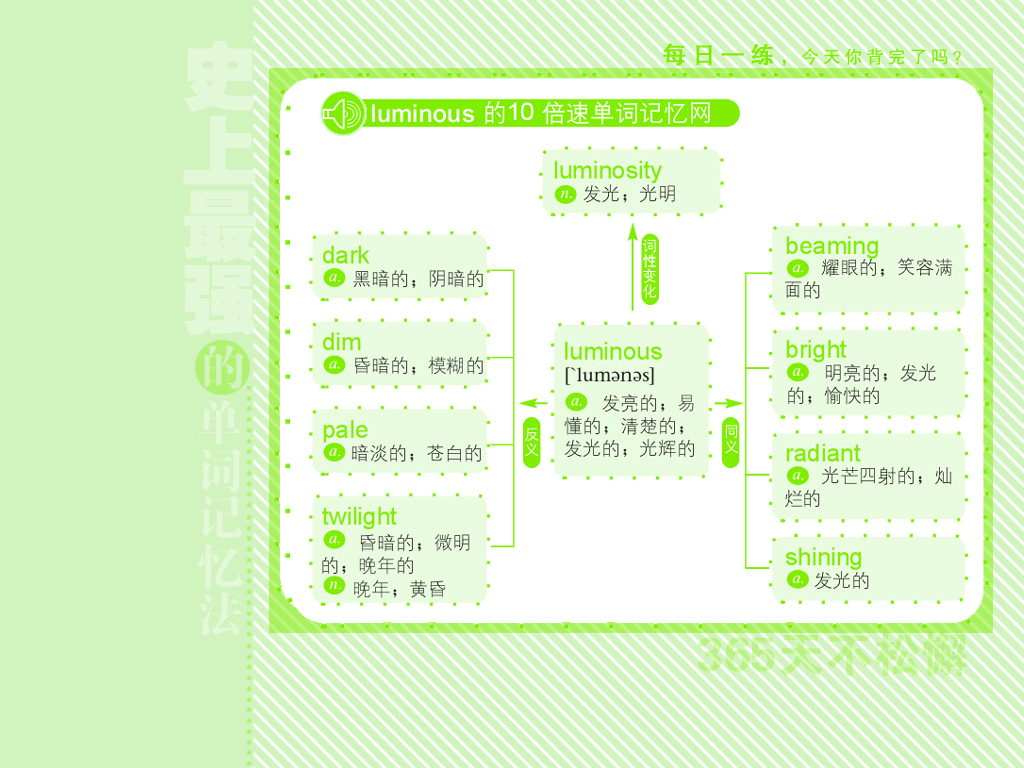 每日一练，今天你背完了吗？
史上最强的单词记忆法
luminous 的10 倍速单词记忆网
luminosity
n. 发光；光明
词性变化
dark
a. 黑暗的；阴暗的
dim
a. 昏暗的；模糊的
pale
a. 暗淡的；苍白的
twilight
a. 昏暗的；微明
的；晚年的
n. 晚年；黄昏
反义
luminous
[`lumənəs]
a. 发亮的；易
懂的；清楚的；
发光的；光辉的
同义
beaming
a. 耀眼的；笑容满
面的
bright
a. 明亮的；发光
的；愉快的
radiant
a. 光芒四射的；灿
烂的
shining
a. 发光的
365天不松懈